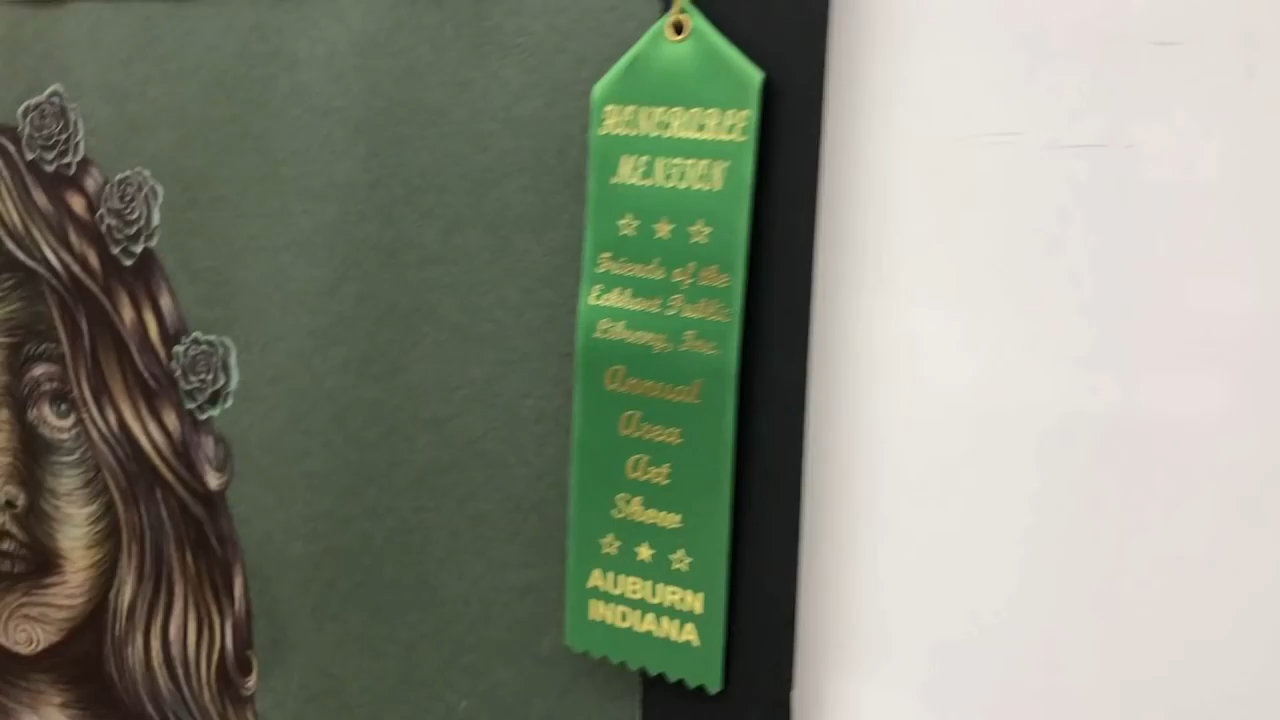 HONORABLE
MENTION
Friends of the
Eckhart Public
Library, Inc.
Annual
Area
Art
Show
AUBURN
INDIANA